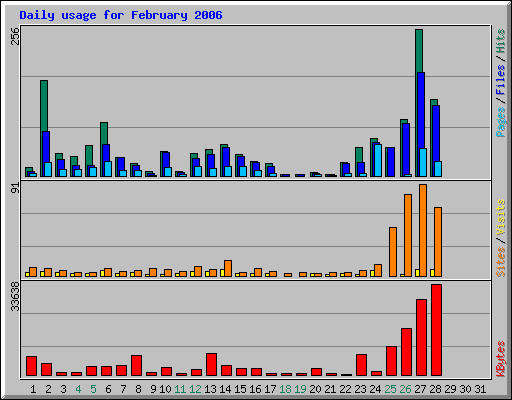 Daily usage for February 2006
256
Pages / Files / Hits
91
Sites / Visits
33638
KBytes
1 2 3 4 5 6 7 8 9 10 11 12 13 14 15 16 17 18 19 20 21 22 23 24 25 26 27 28 29 30 31